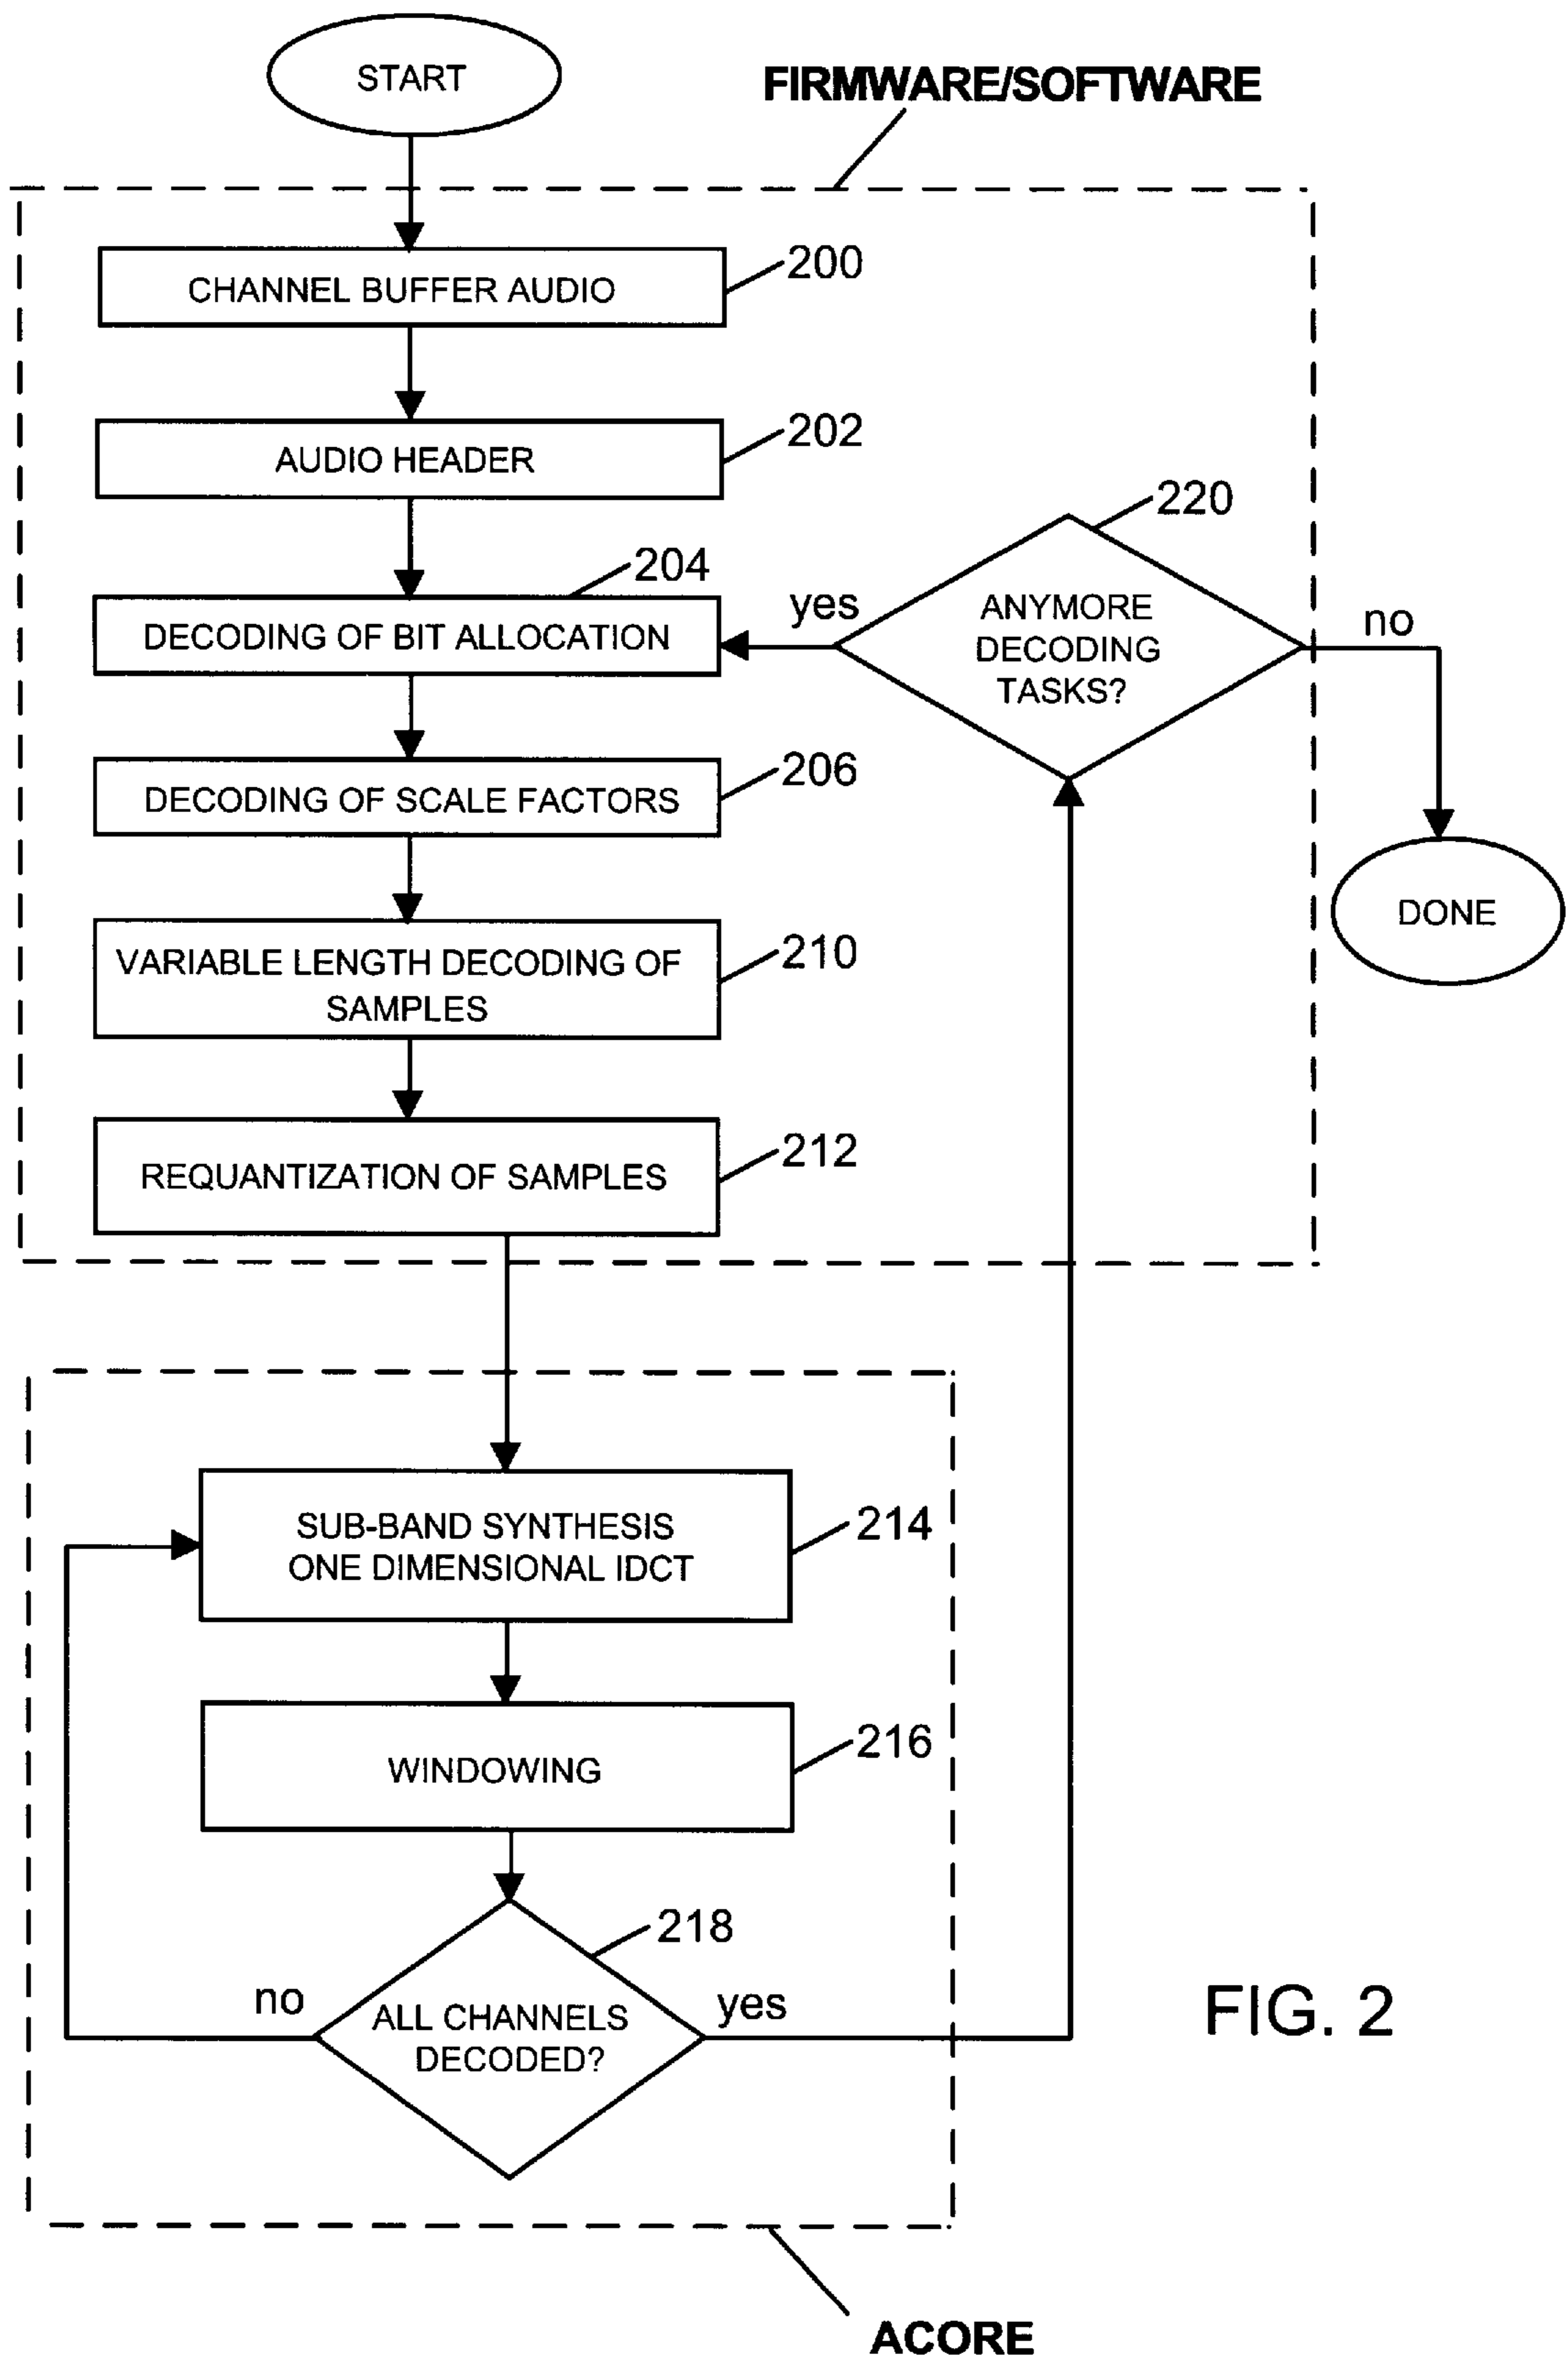 START
FIRMWARE/SOFTWARE
CHANNEL BUFFER AUDIO
200
AUDIO HEADER
202
204
DECODING OF BIT ALLOCATION
yes
220
ANYMORE
DECODING
TASKS?
no
DECODING OF SCALE FACTORS
206
DONE
VARIABLE LENGTH DECODING OF
SAMPLES
210
REQUANTIZATION OF SAMPLES
212
SUB-BAND SYNTHESIS
ONE DIMENSIONAL IDCT
214
WINDOWING
216
218
no
ALL CHANNELS
DECODED?
yes
FIG. 2
ACORE